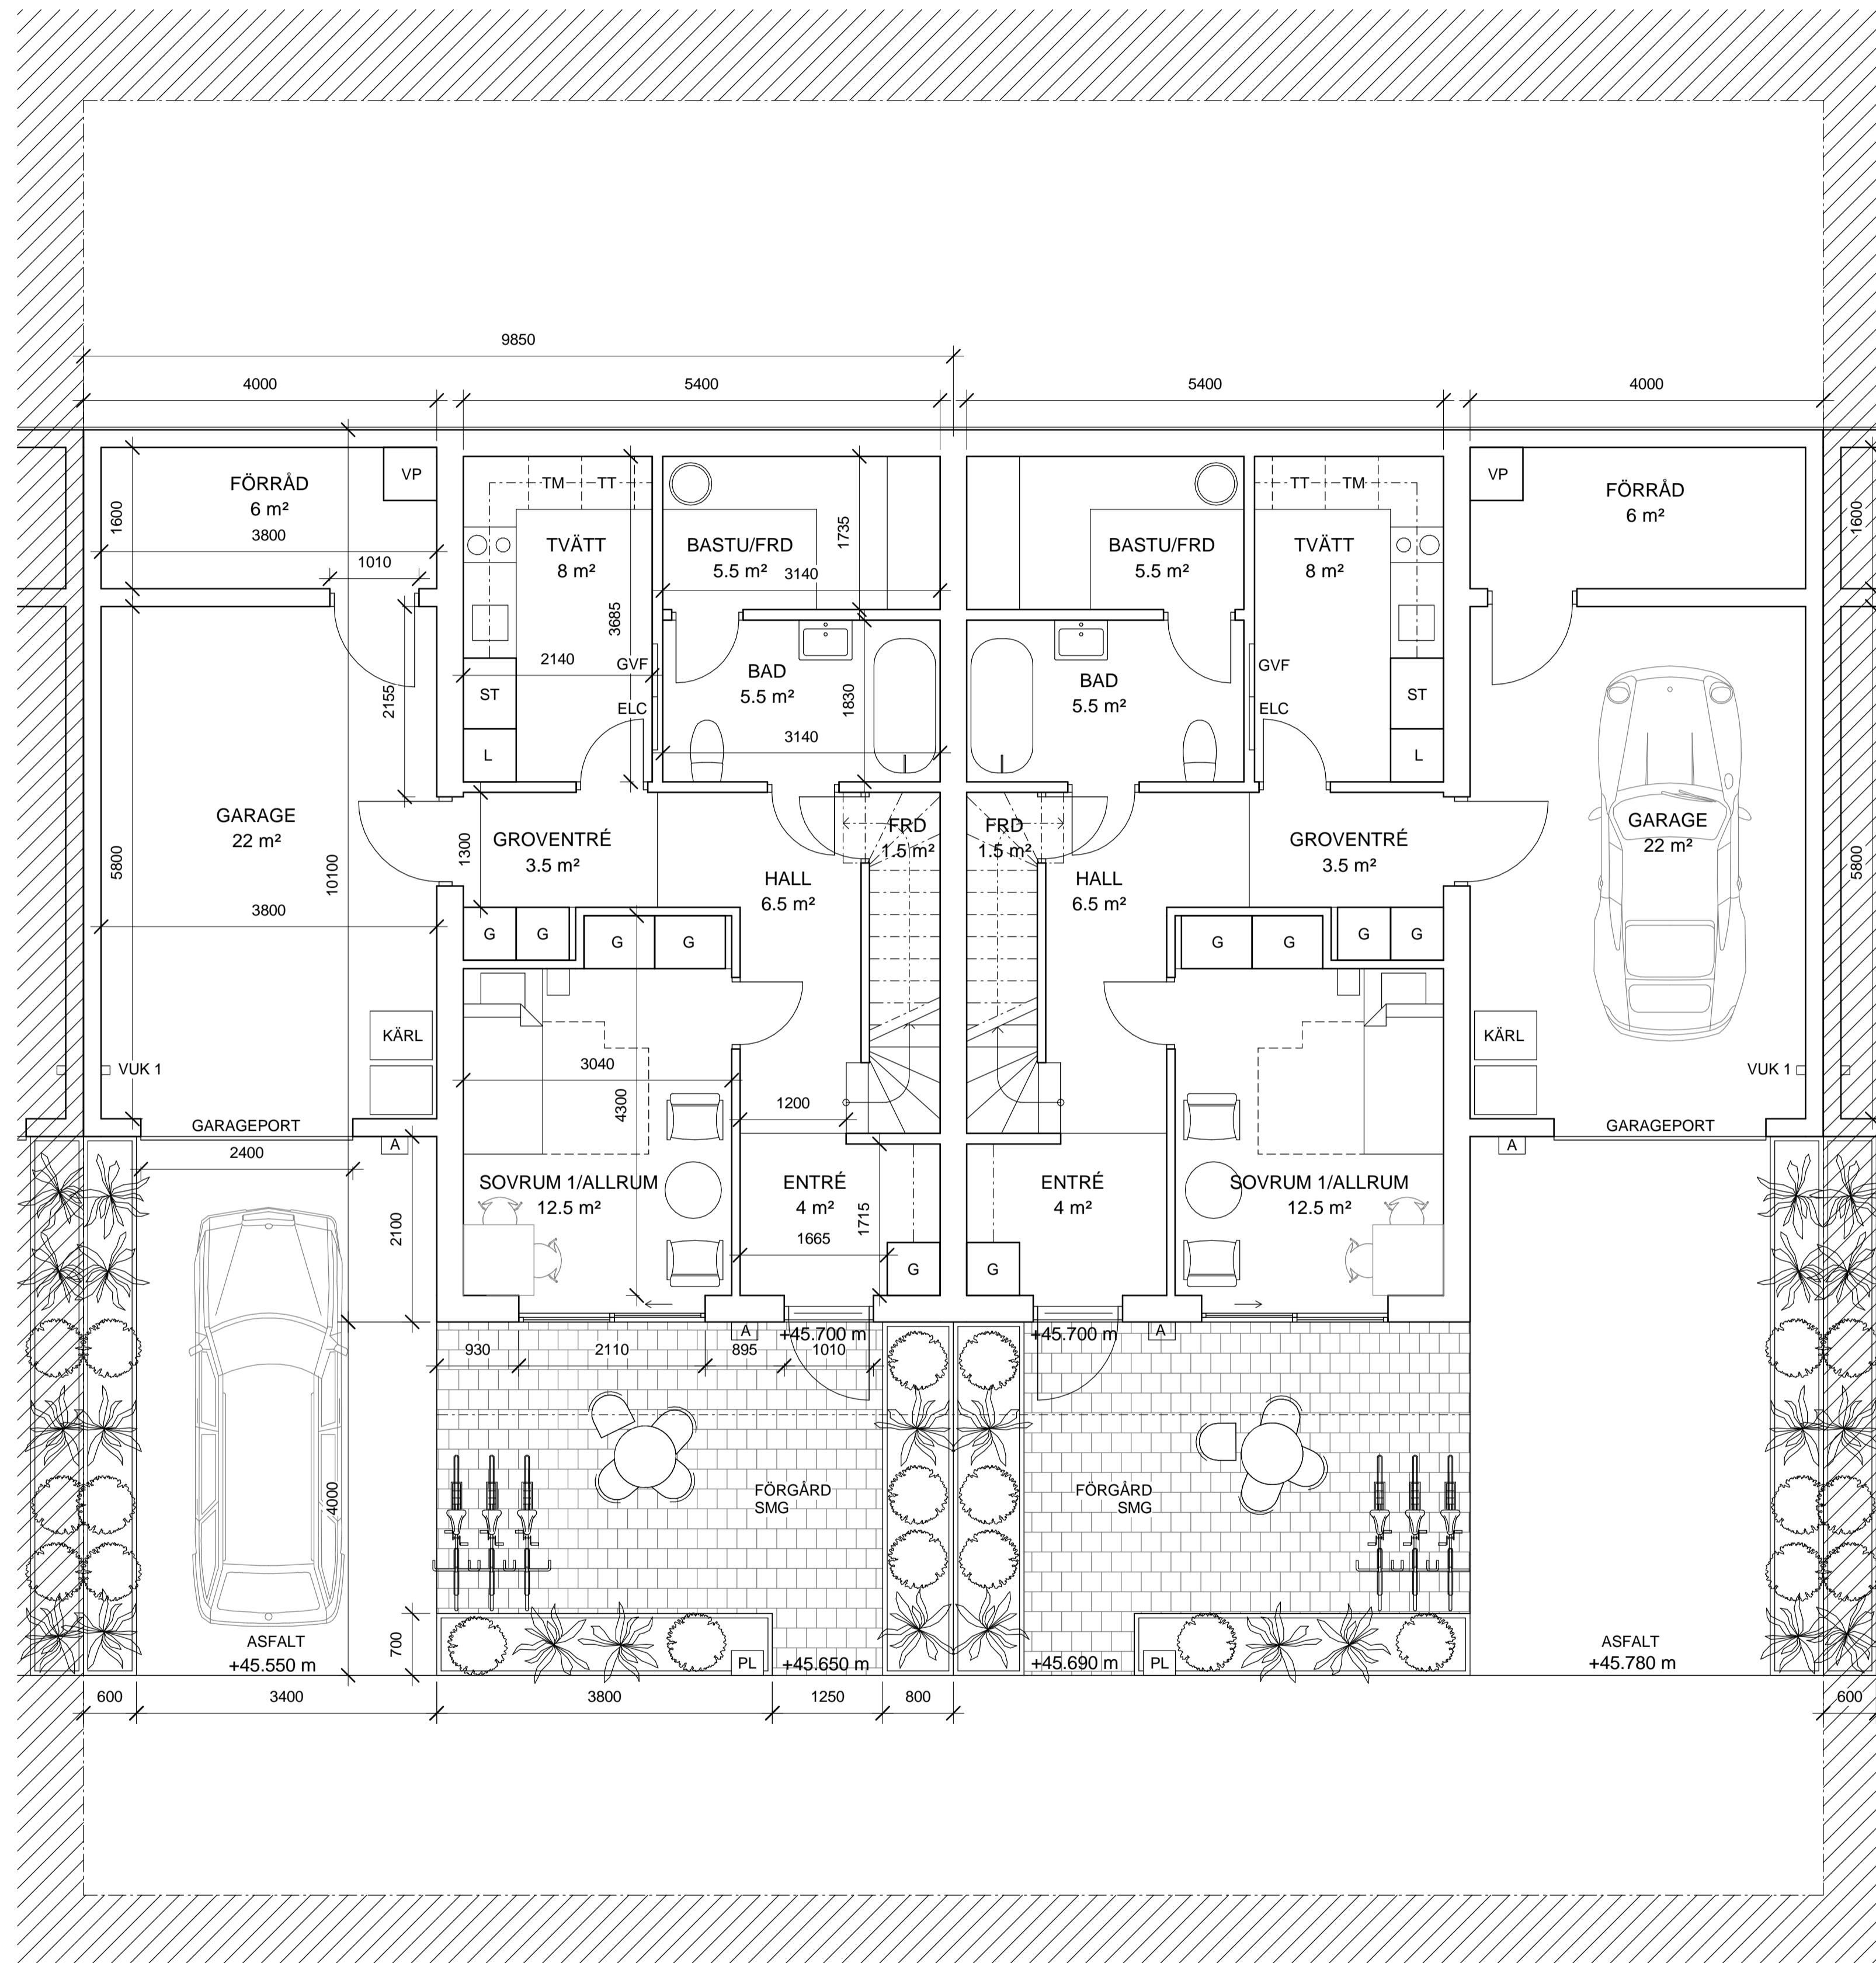 9850
4000
5400
5400
4000
FÖRRÅD
6 m²
3800
1600
1010
VP
TM
TT
TVÄTT
8 m²
3685
2140
GVF
ELC
ST
L
BASTU/FRD
5.5 m²
3140
1735
BAD
5.5 m²
1830
3140
BASTU/FRD
5.5 m²
BAD
5.5 m²
TT
TM
TVÄTT
8 m²
GVF
ELC
ST
L
VP
FÖRRÅD
6 m²
1600
GARAGE
22 m²
2155
5800
10100
3800
GROVENTRÉ
3.5 m²
1300
FRD
1.5 m²
HALL
6.5 m²
FRD
1.5 m²
HALL
6.5 m²
GROVENTRÉ
3.5 m²
GARAGE
22 m²
5800
G
G
G
G
G
G
G
G
KÄRL
VUK 1
GARAGEPORT
2400
A
3040
4300
1200
SOVRUM 1/ALLRUM
12.5 m²
ENTRÉ
4 m²
1715
1665
G
ENTRÉ
4 m²
G
SOVRUM 1/ALLRUM
12.5 m²
KÄRL
VUK 1
GARAGEPORT
A
2100
A
+45.700 m
930
2110
895
1010
+45.700 m
A
4000
FÖRGÅRD
SMG
FÖRGÅRD
SMG
700
ASFALT
+45.550 m
PL
+45.650 m
+45.690 m
PL
ASFALT
+45.780 m
600
3400
3800
1250
800
600